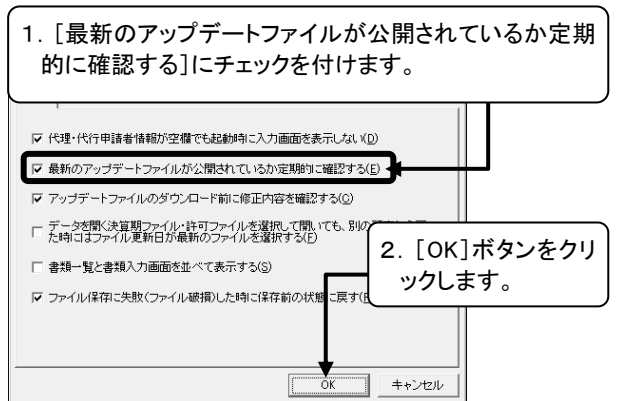 1．［最新のアップデートファイルが公開されているか定期
的に確認する］にチェックを付けます。
代理・代行申請者情報が空欄でも起動時に入力画面を表示しない(D)
最新のアップデートファイルが公開されているか定期的に確認する(E)
アップデートファイルのダウンロード前に修正内容を確認する(C)
データを開く決算期ファイル・許可ファイルを選択して開いても、別の
た時にはファイル更新日が最新のファイルを選択する(F)
書類一覧と書類入力画面を並べて表示する(S)
ファイル保存に失敗(ファイル破損)した時に保存前の状態に戻す(
2．［OK］ボタンをクリ
ックします。
OK
キャンセル